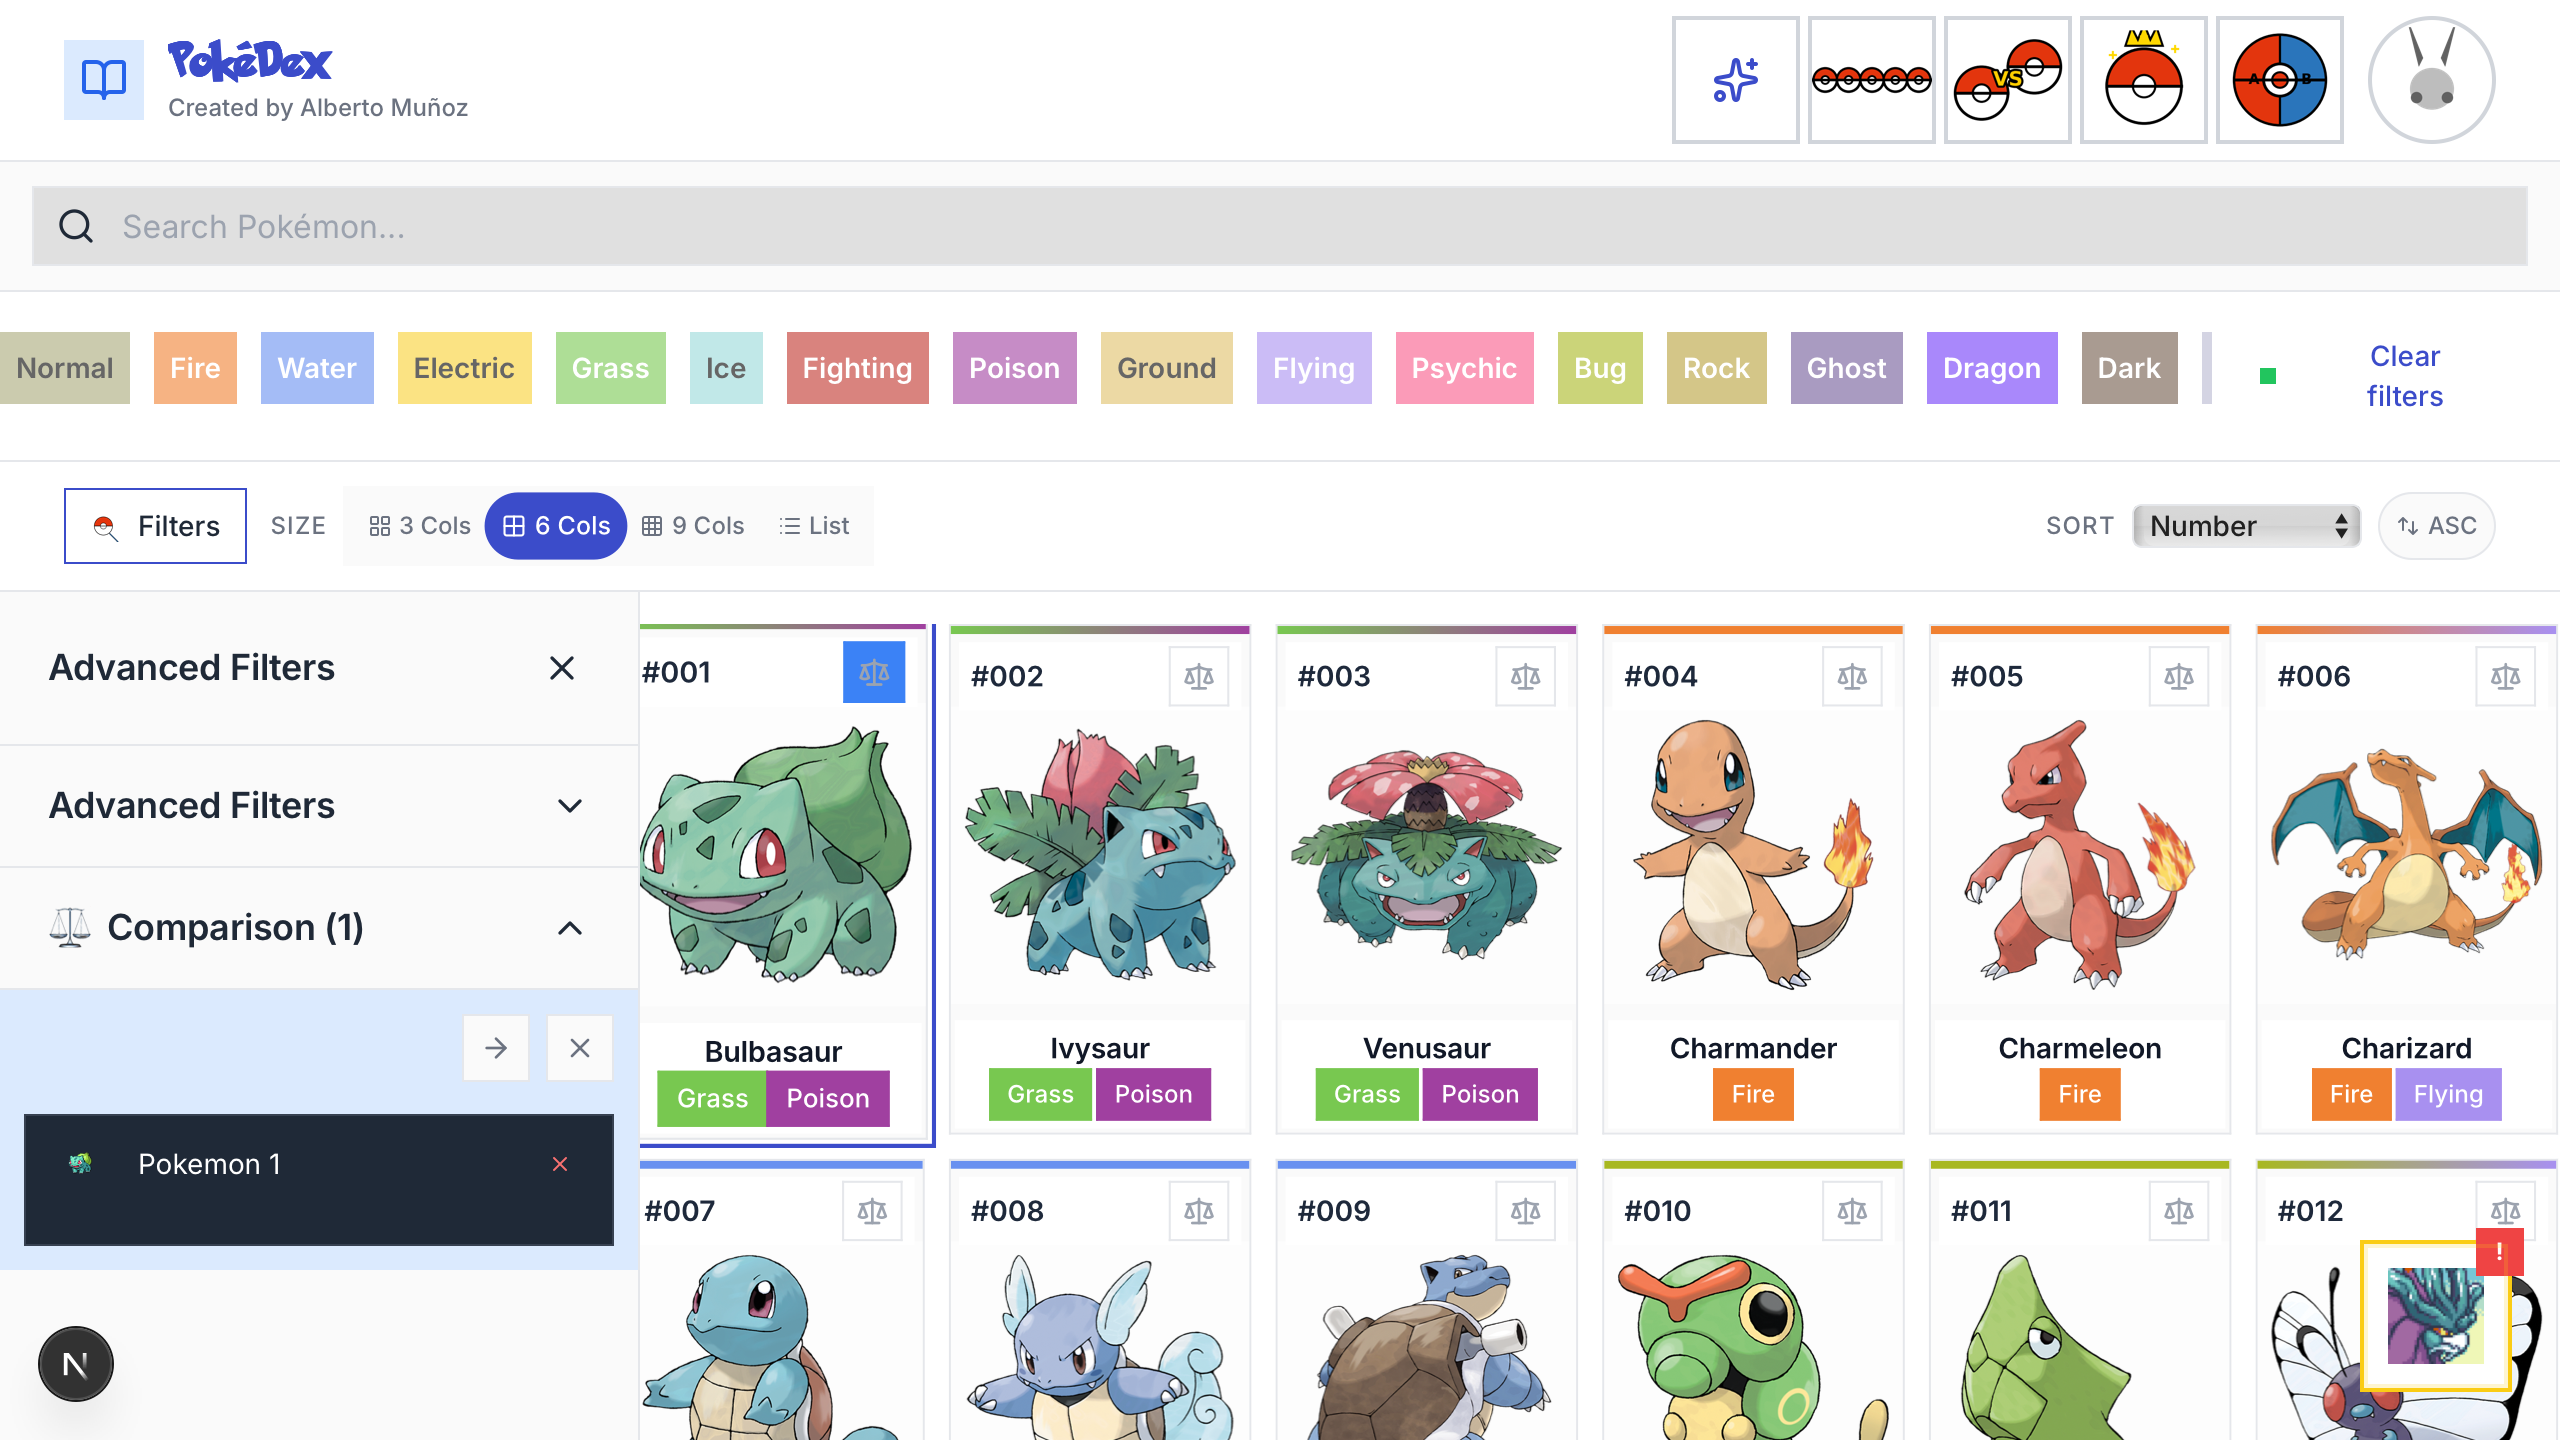 PokéDex
Created by Alberto Muñoz
VS
A B
Search Pokémon...
Normal Fire Water Electric Grass Ice Fighting Poison Ground Flying Psychic Bug Rock Ghost Dragon Dark
Clear
filters
Filters SIZE 3 Cols 6 Cols 9 Cols List SORT Number ASC
Advanced Filters
Advanced Filters
Comparison (1)
Pokemon 1
N
#001 #002 #003 #004 #005 #006
Bulbasaur Ivysaur Venusaur Charmander Charmeleon Charizard
Grass Poison Grass Poison Grass Poison Fire Fire Fire Flying
#007 #008 #009 #010 #011 #012
!